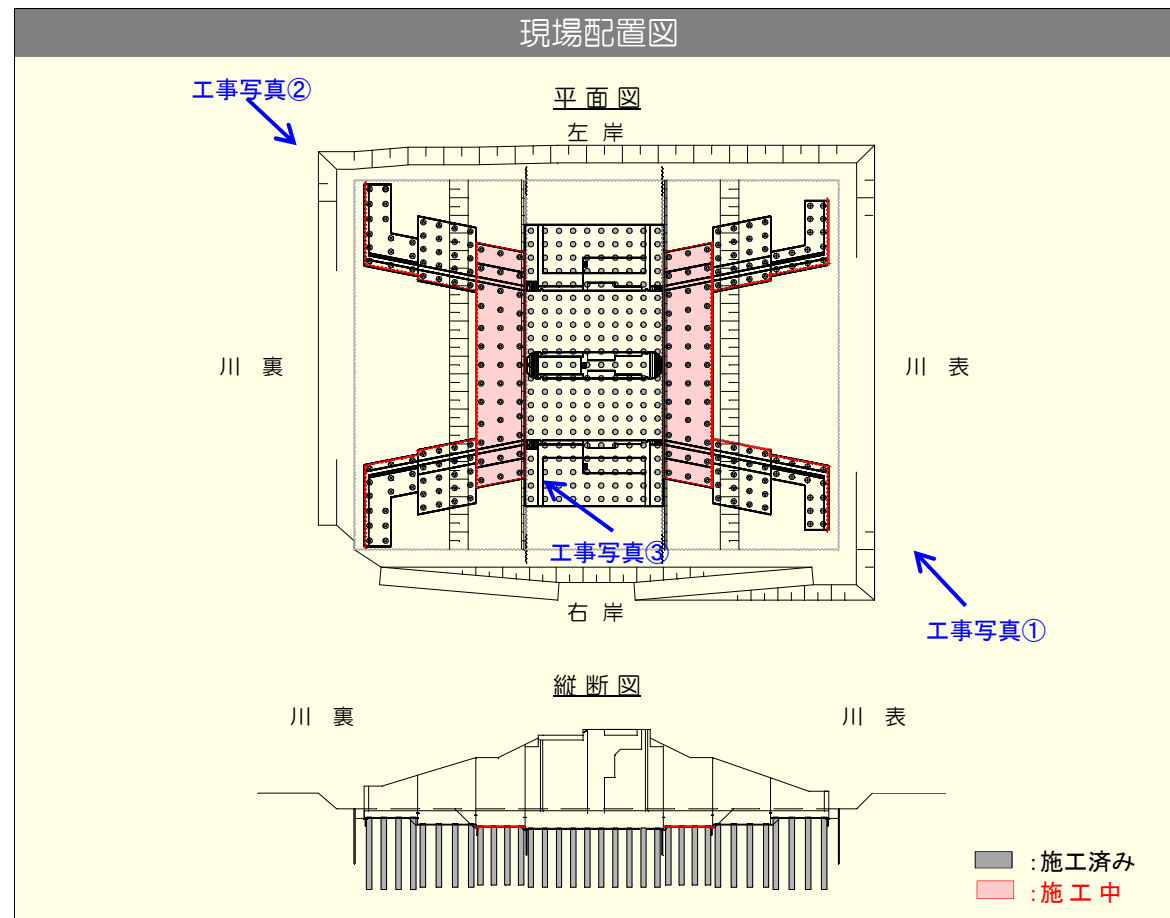 現場配置図
工事写真②
平面図
左岸
川裏
川表
工事写真③
右岸
工事写真①
縦断図
川裏
川表
:施工済み
:施工中